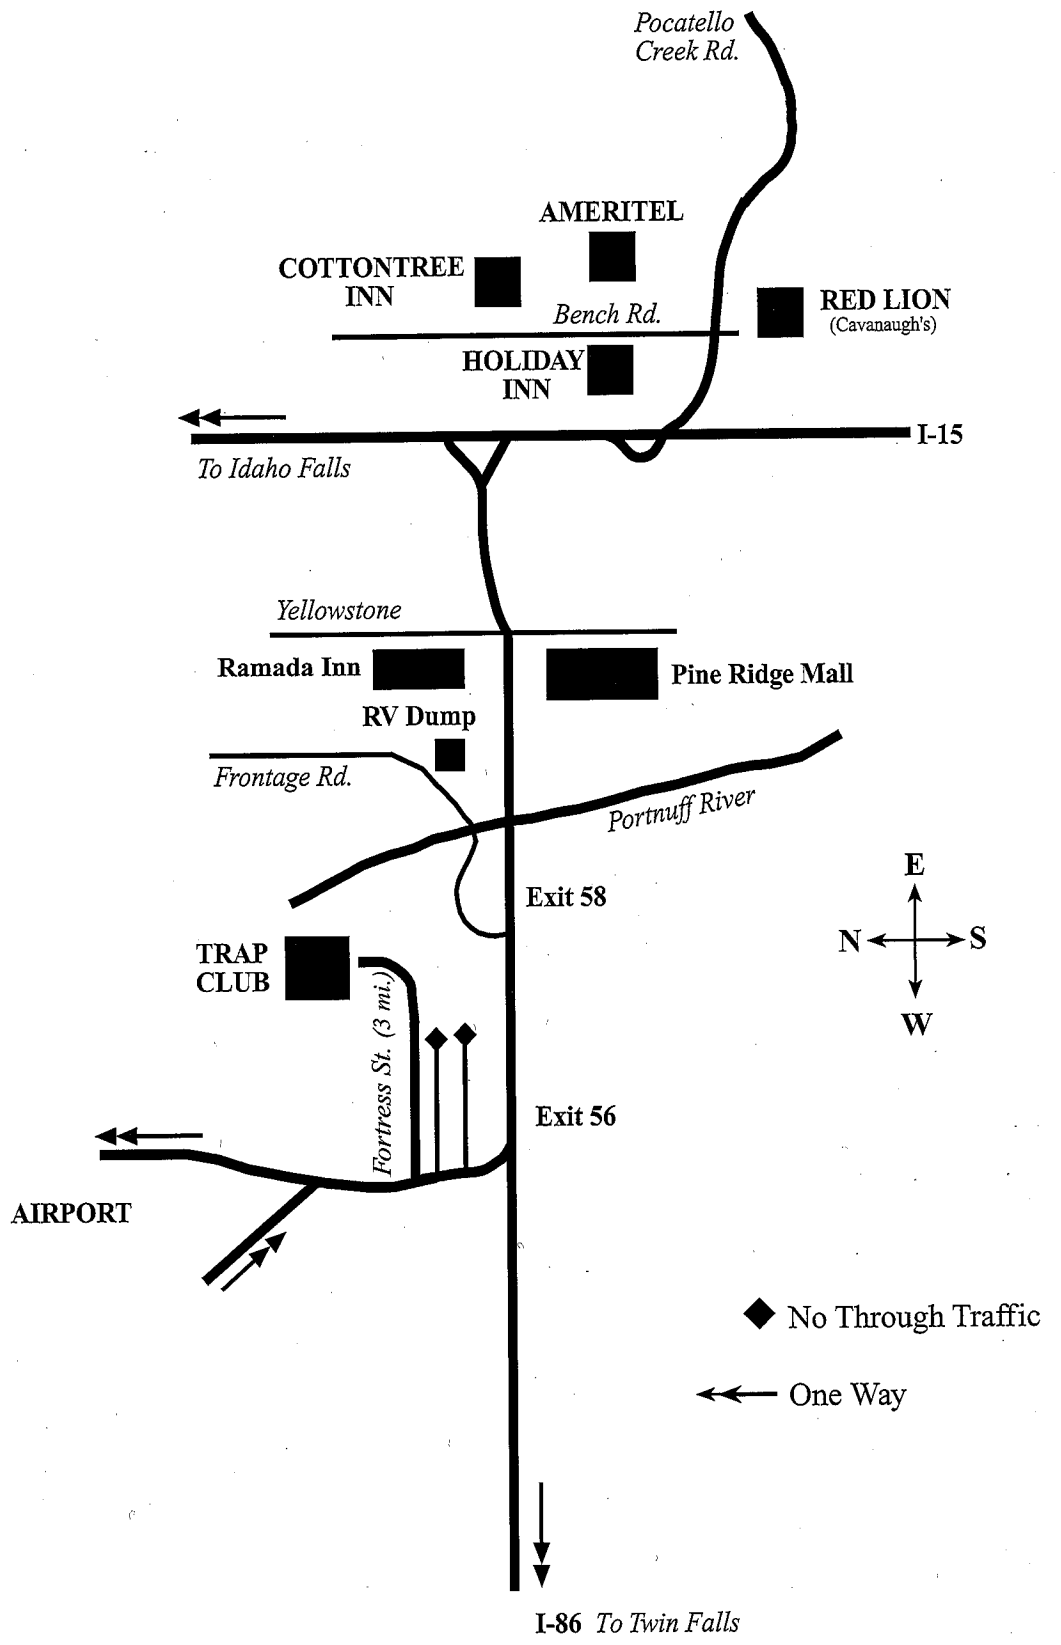 Pocatello
Creek Rd.
AMERITEL
COTTONTREE
INN
RED LION
(Cavanaugh's)
Bench Rd.
HOLIDAY
INN
I-15
To Idaho Falls
Yellowstone
Ramada Inn
Pine Ridge Mall
RV Dump
Frontage Rd.
Portnuff River
E
Exit 58
N
S
TRAP
CLUB
W
Fortress St. (3 mi.)
Exit 56
AIRPORT
No Through Traffic
One Way
I-86 To Twin Falls